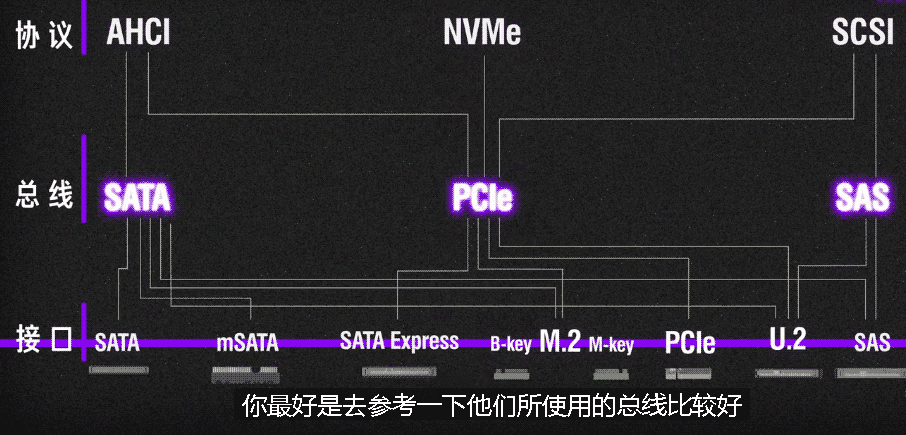 协议 AHCI NVMe SCSI
总线 SATA PCIe SAS
接口 SATA mSATA SATA Express B-key M.2 M-key PCIe U.2 SAS
你最好是去参考一下他们所使用的总线比较好